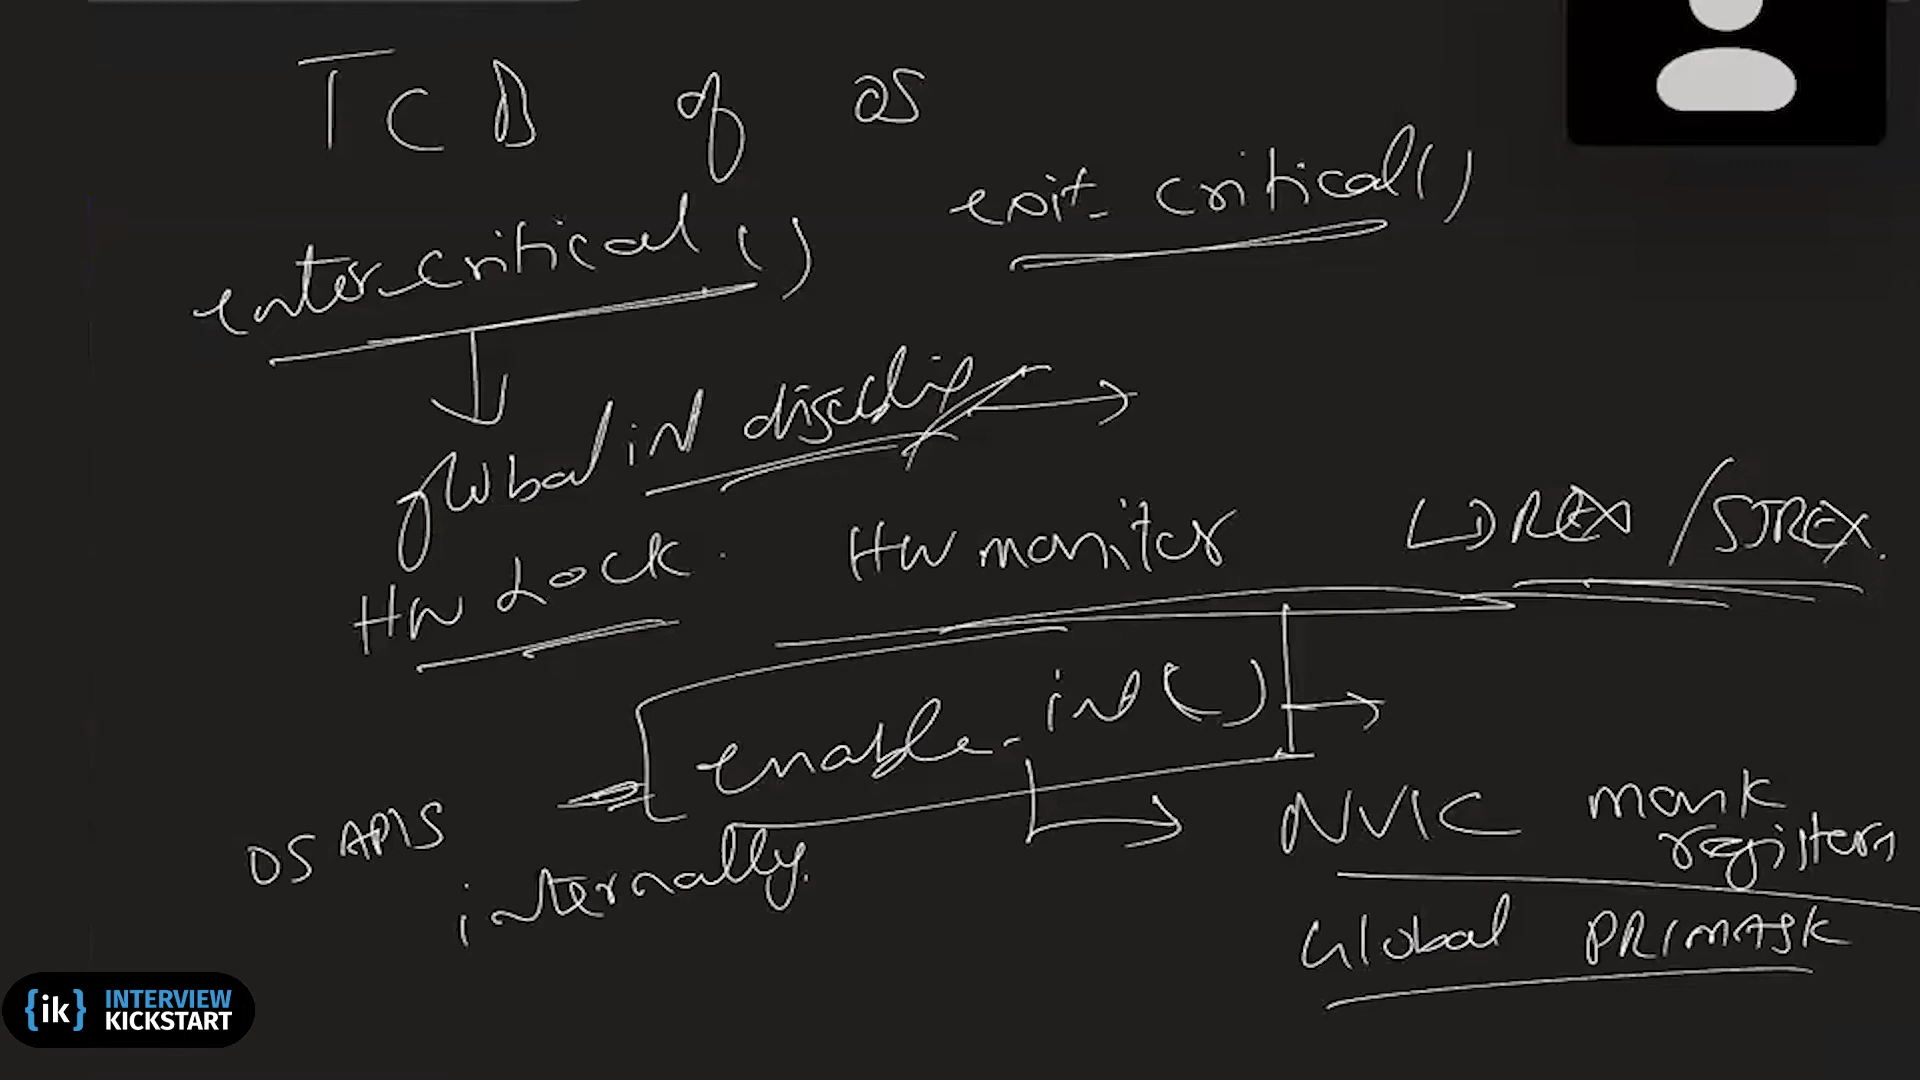 TCB of OS
enter_critical() exit_critical()
global int disable
HW Lock. HW monitor LDREX / STREX.
enable_int()
OS APIS
internally.
NVIC mask
registers
Global PRIMASK
{ik} INTERVIEW
KICKSTART